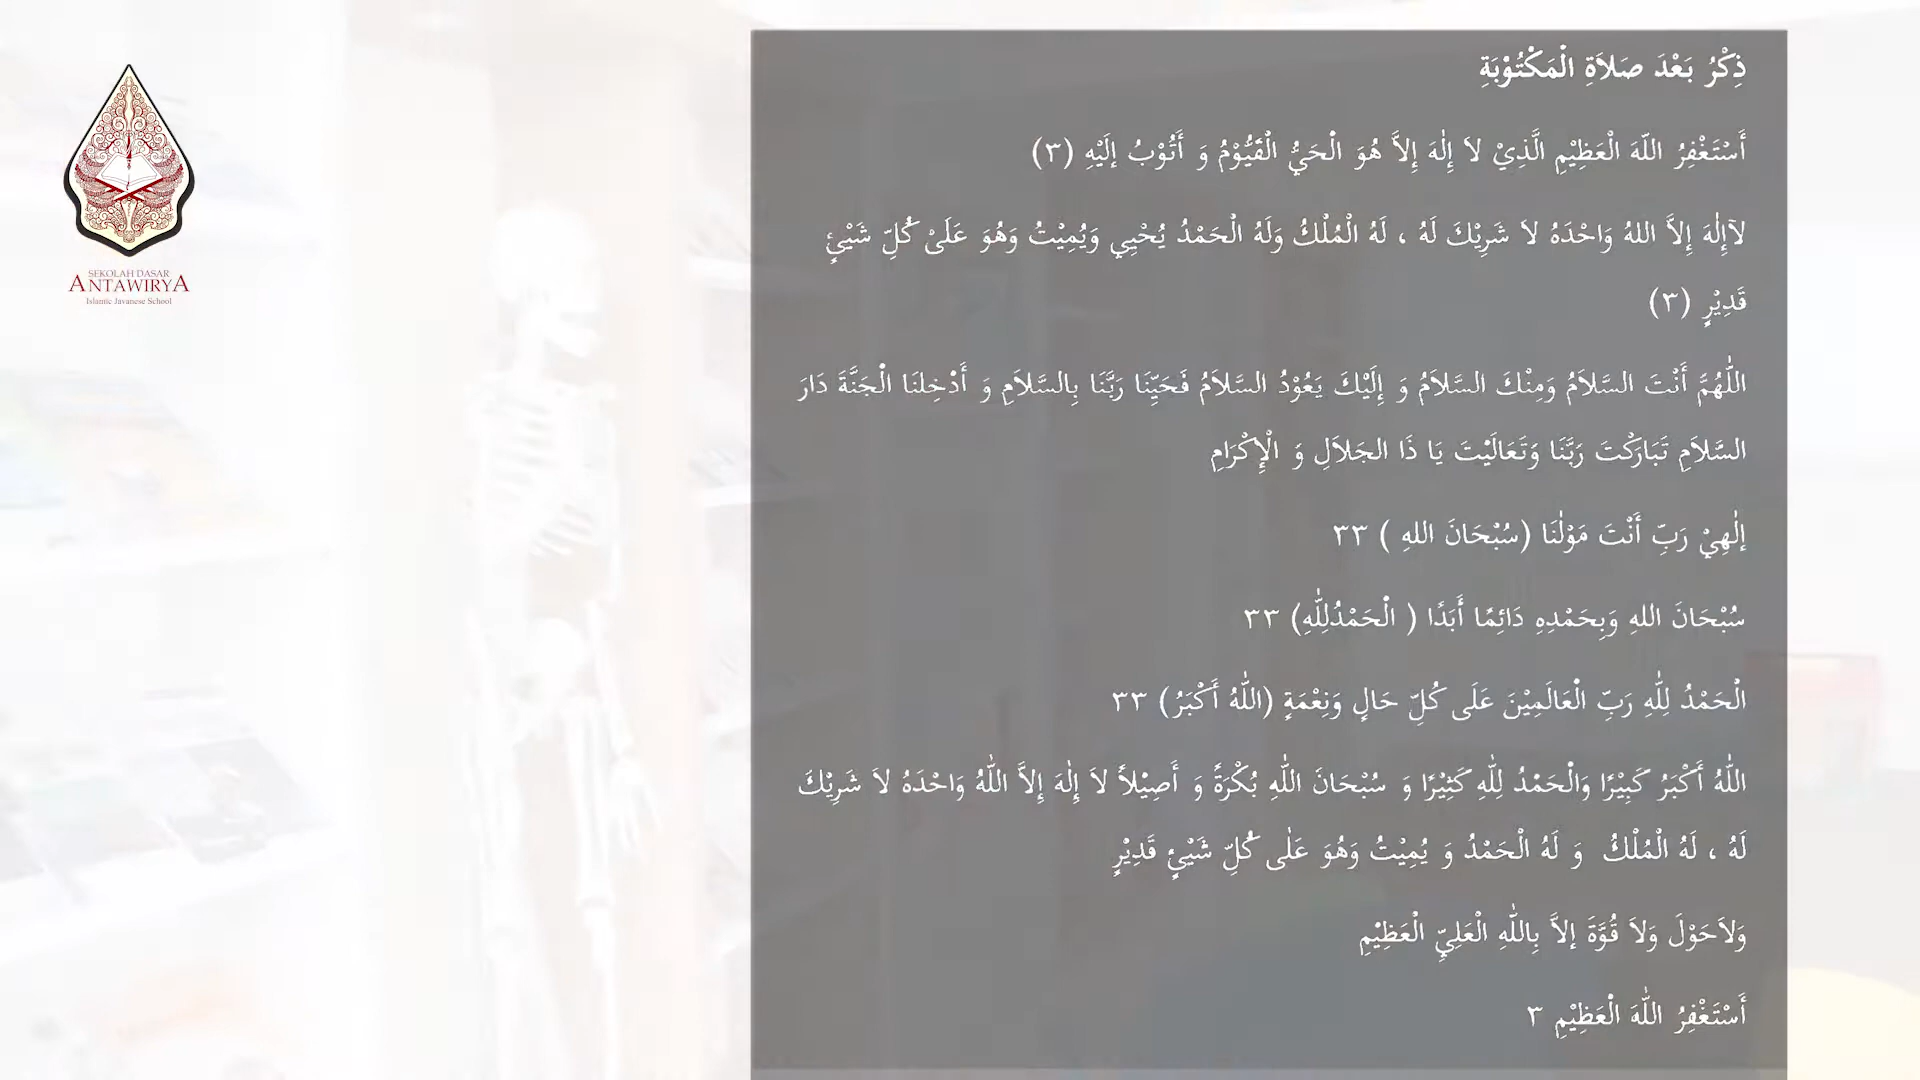 SEKOLAH DASAR
ANTAWIRYA
Islamic Javanese School
ذِكْرُ بَعْدَ صَلاَةِ الْمَكْتُوْبَةِ
أَسْتَغْفِرُ اللّٰهَ الْعَظِيْمِ الَّذِيْ لاَ إِلٰهَ إِلاَّ هُوَ الْحَيُّ الْقَيُّوْمُ وَ أَتُوْبُ إِلَيْهِ (٣)
لآإِلٰهَ إِلاَّ اللهُ وَاحْدَهُ لاَ شَرِيْكَ لَهُ ، لَهُ الْمُلْكُ وَلَهُ الْحَمْدُ يُحْيِي وَيُمِيْتُ وَهُوَ عَلَىْ كُلِّ شَيْئٍ
قَدِيْرٍ (٣)
اللّٰهُمَّ أَنْتَ السَّلاَمُ وَمِنْكَ السَّلاَمُ وَ إِلَيْكَ يَعُوْدُ السَّلاَمُ فَحَيِّنَا رَبَّنَا بِالسَّلاَمِ وَ أَدْخِلنَا الْجَنَّةَ دَارَ
السَّلاَمِ تَبَارَكْتَ رَبَّنَا وَتَعَالَيْتَ يَا ذَا الجَلاَلِ وَ الْإِكْرَامِ
إِلٰهِيْ رَبِّ أَنْتَ مَوْلٰنَا (سُبْحَانَ اللهِ ) ٣٣
سُبْحَانَ اللهِ وَبِحَمْدِهِ دَائِمًا أَبَدًا ( الْحَمْدُلِلّٰهِ) ٣٣
الْحَمْدُ لِلّٰهِ رَبِّ الْعَالَمِيْنَ عَلَى كُلِّ حَالٍ وَنِعْمَةٍ (اللّٰهُ أَكْبَرُ) ٣٣
اللّٰهُ أَكْبَرُ كَبِيْرًا وَالْحَمْدُ لِلّٰهِ كَثِيْرًا وَ سُبْحَانَ اللّٰهِ بُكْرَةً وَ أَصِيْلاً لاَ إِلٰهَ إِلاَّ اللّٰهُ وَاحْدَهُ لاَ شَرِيْكَ
لَهُ ، لَهُ الْمُلْكُ وَ لَهُ الْحَمْدُ وَ يُمِيْتُ وَهُوَ عَلٰى كُلِّ شَيْئٍ قَدِيْرٍ
وَلاَحَوْلَ وَلاَ قُوَّةَ إِلاَّ بِاللّٰهِ الْعَلِيِّ الْعَظِيْمِ
أَسْتَغْفِرُ اللّٰهَ الْعَظِيْمِ ٣